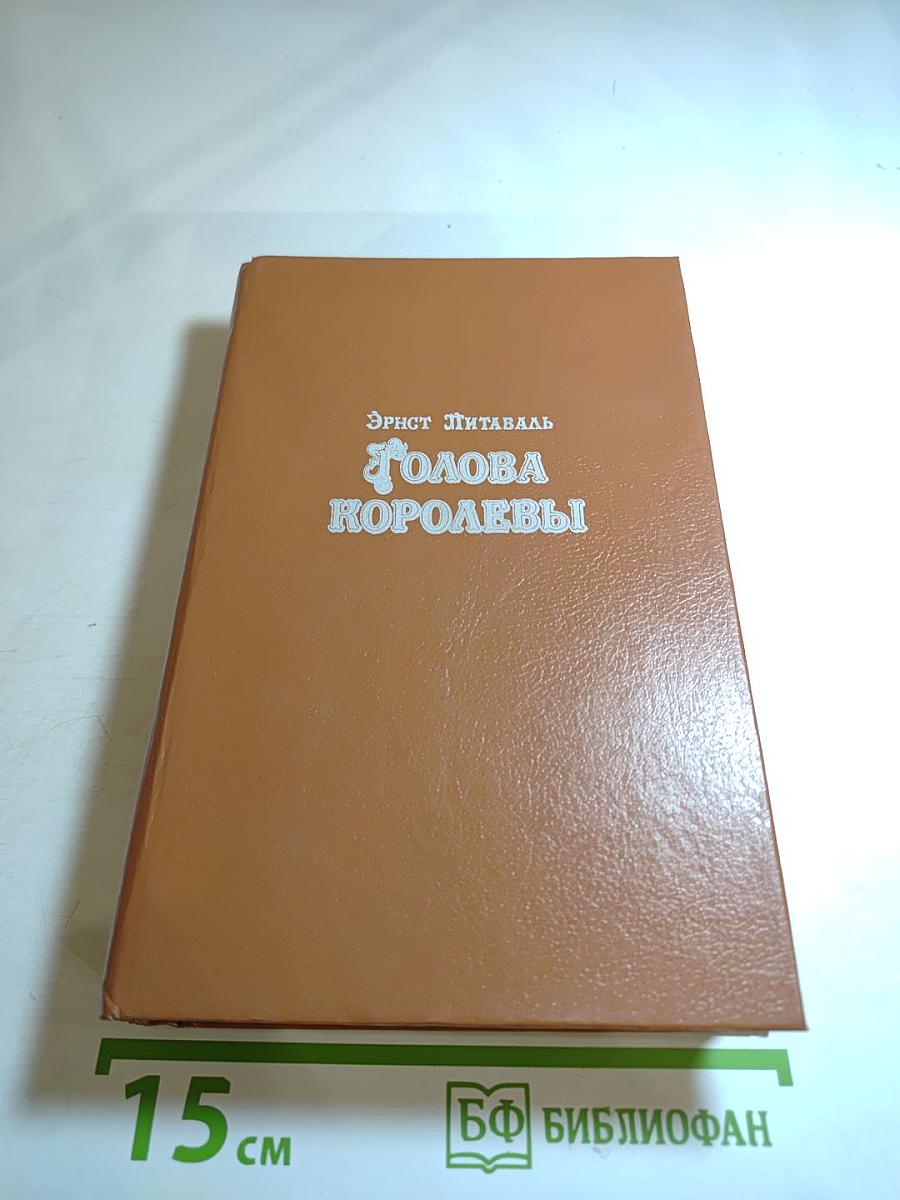 Эрнст Питаваль
Голова
королевы
15 см
БФ БИБЛИОФАН